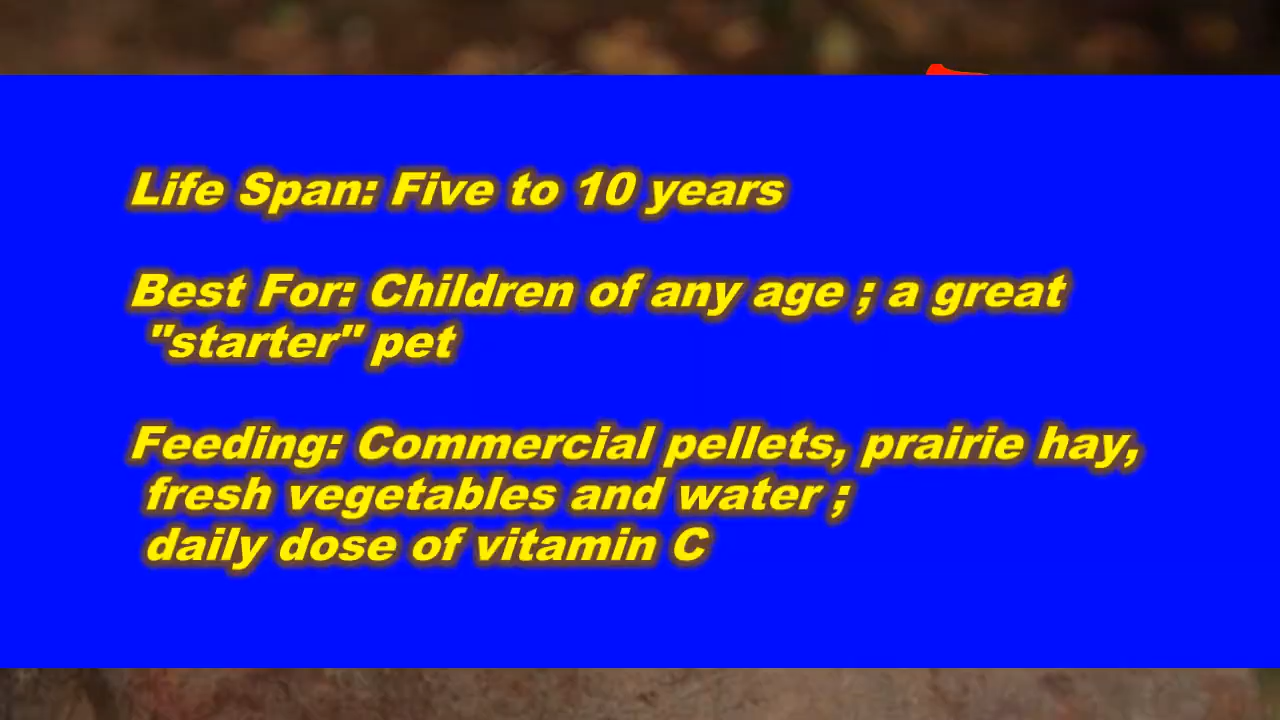 Life Span: Five to 10 years
Best For: Children of any age ; a great
"starter" pet
Feeding: Commercial pellets, prairie hay,
fresh vegetables and water ;
daily dose of vitamin C